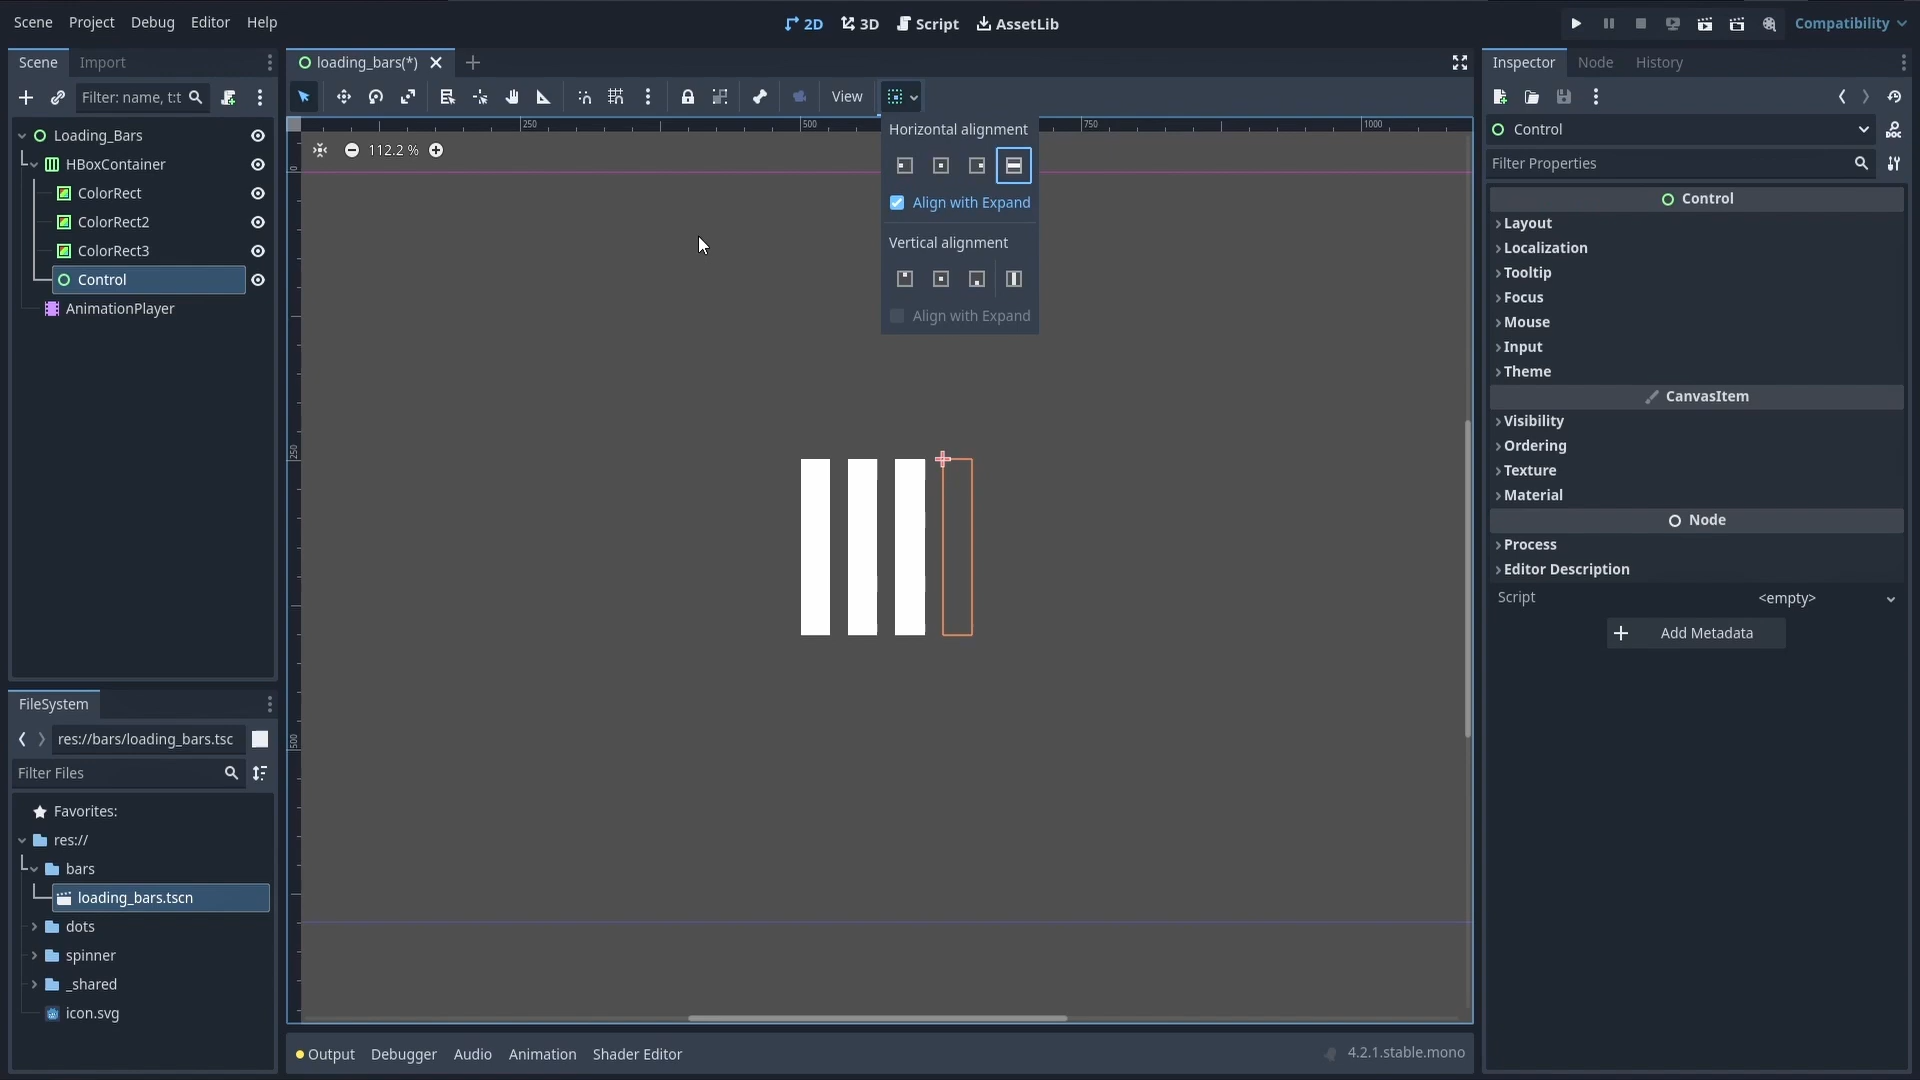 Scene Project Debug Editor Help
2D 3D Script AssetLib
Compatibility
Scene Import
Filter: name, t:t
Loading_Bars
HBoxContainer
ColorRect
ColorRect2
ColorRect3
Control
AnimationPlayer
FileSystem
res://bars/loading_bars.tsc
Filter Files
Favorites:
res://
bars
loading_bars.tscn
dots
spinner
_shared
icon.svg
loading_bars(*)
View
250 500 750 1000
0
250
500
112.2 %
Horizontal alignment
Align with Expand
Vertical alignment
Align with Expand
Output Debugger Audio Animation Shader Editor
4.2.1.stable.mono
Inspector Node History
Control
DOC
Filter Properties
Control
Layout
Localization
Tooltip
Focus
Mouse
Input
Theme
CanvasItem
Visibility
Ordering
Texture
Material
Node
Process
Editor Description
Script <empty>
Add Metadata